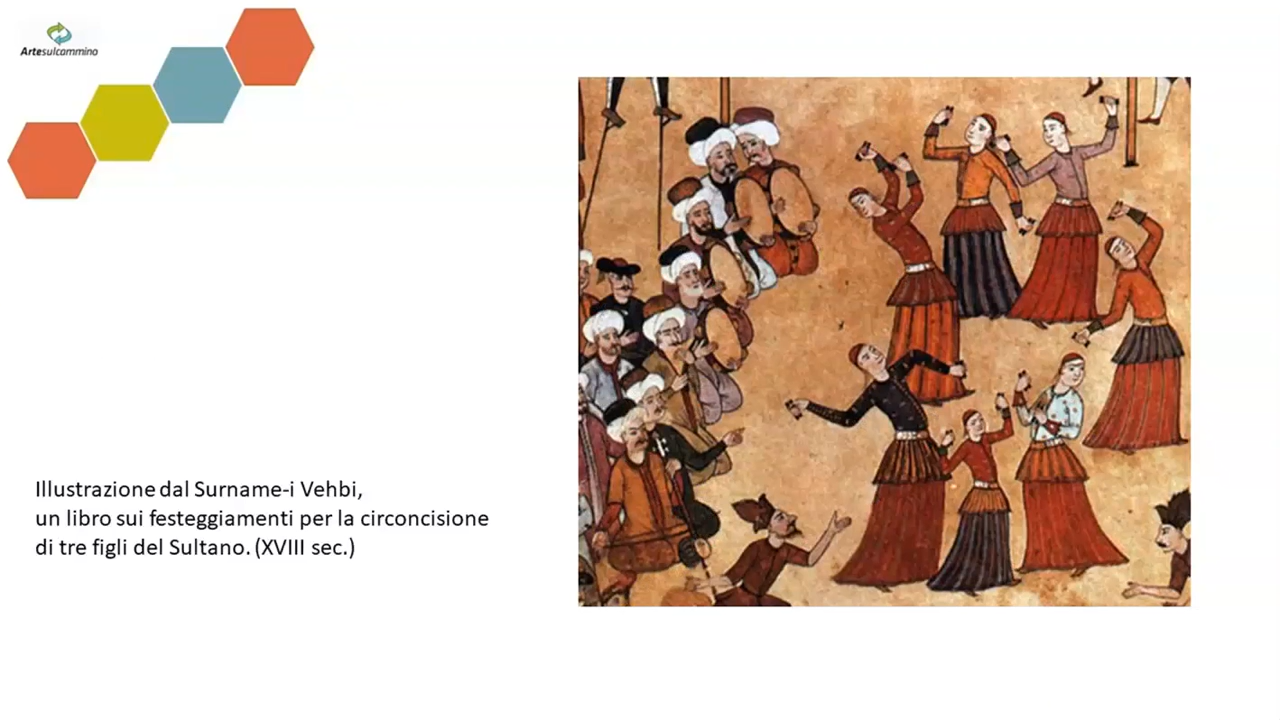 Artesulcammino
Illustrazione dal Surname-i Vehbi,
un libro sui festeggiamenti per la circoncisione
di tre figli del Sultano. (XVIII sec.)